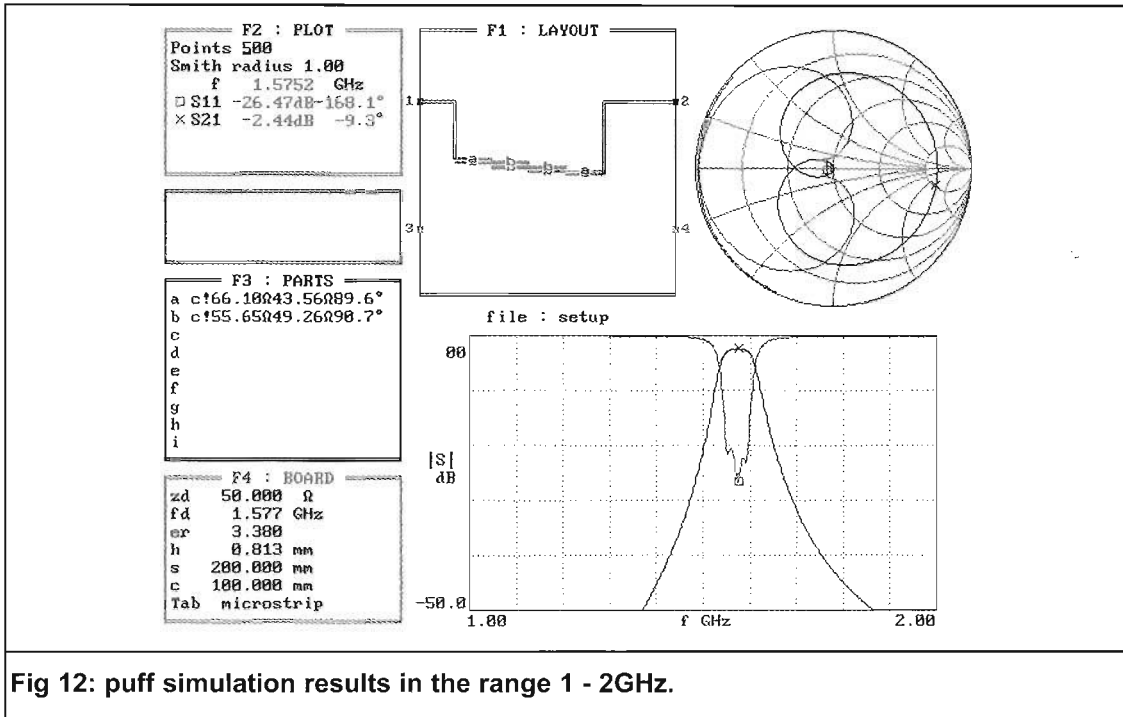 F2 : PLOT
Points 500
Smith radius 1.00
f 1.5752 GHz
□ S11 -26.47dB-168.1°
× S21 -2.44dB -9.3°
F1 : LAYOUT
1
2
3
4
a
b
b
a
F3 : PARTS
a c!66.10Ω43.56Ω89.6°
b c!55.65Ω49.26Ω90.7°
c
d
e
f
g
h
i
F4 : BOARD
zd 50.000 Ω
fd 1.577 GHz
er 3.380
h 0.813 mm
s 200.000 mm
c 100.000 mm
Tab microstrip
file : setup
00
|S|
dB
-50.0
1.00
f GHz
2.00
Fig 12: puff simulation results in the range 1 - 2GHz.